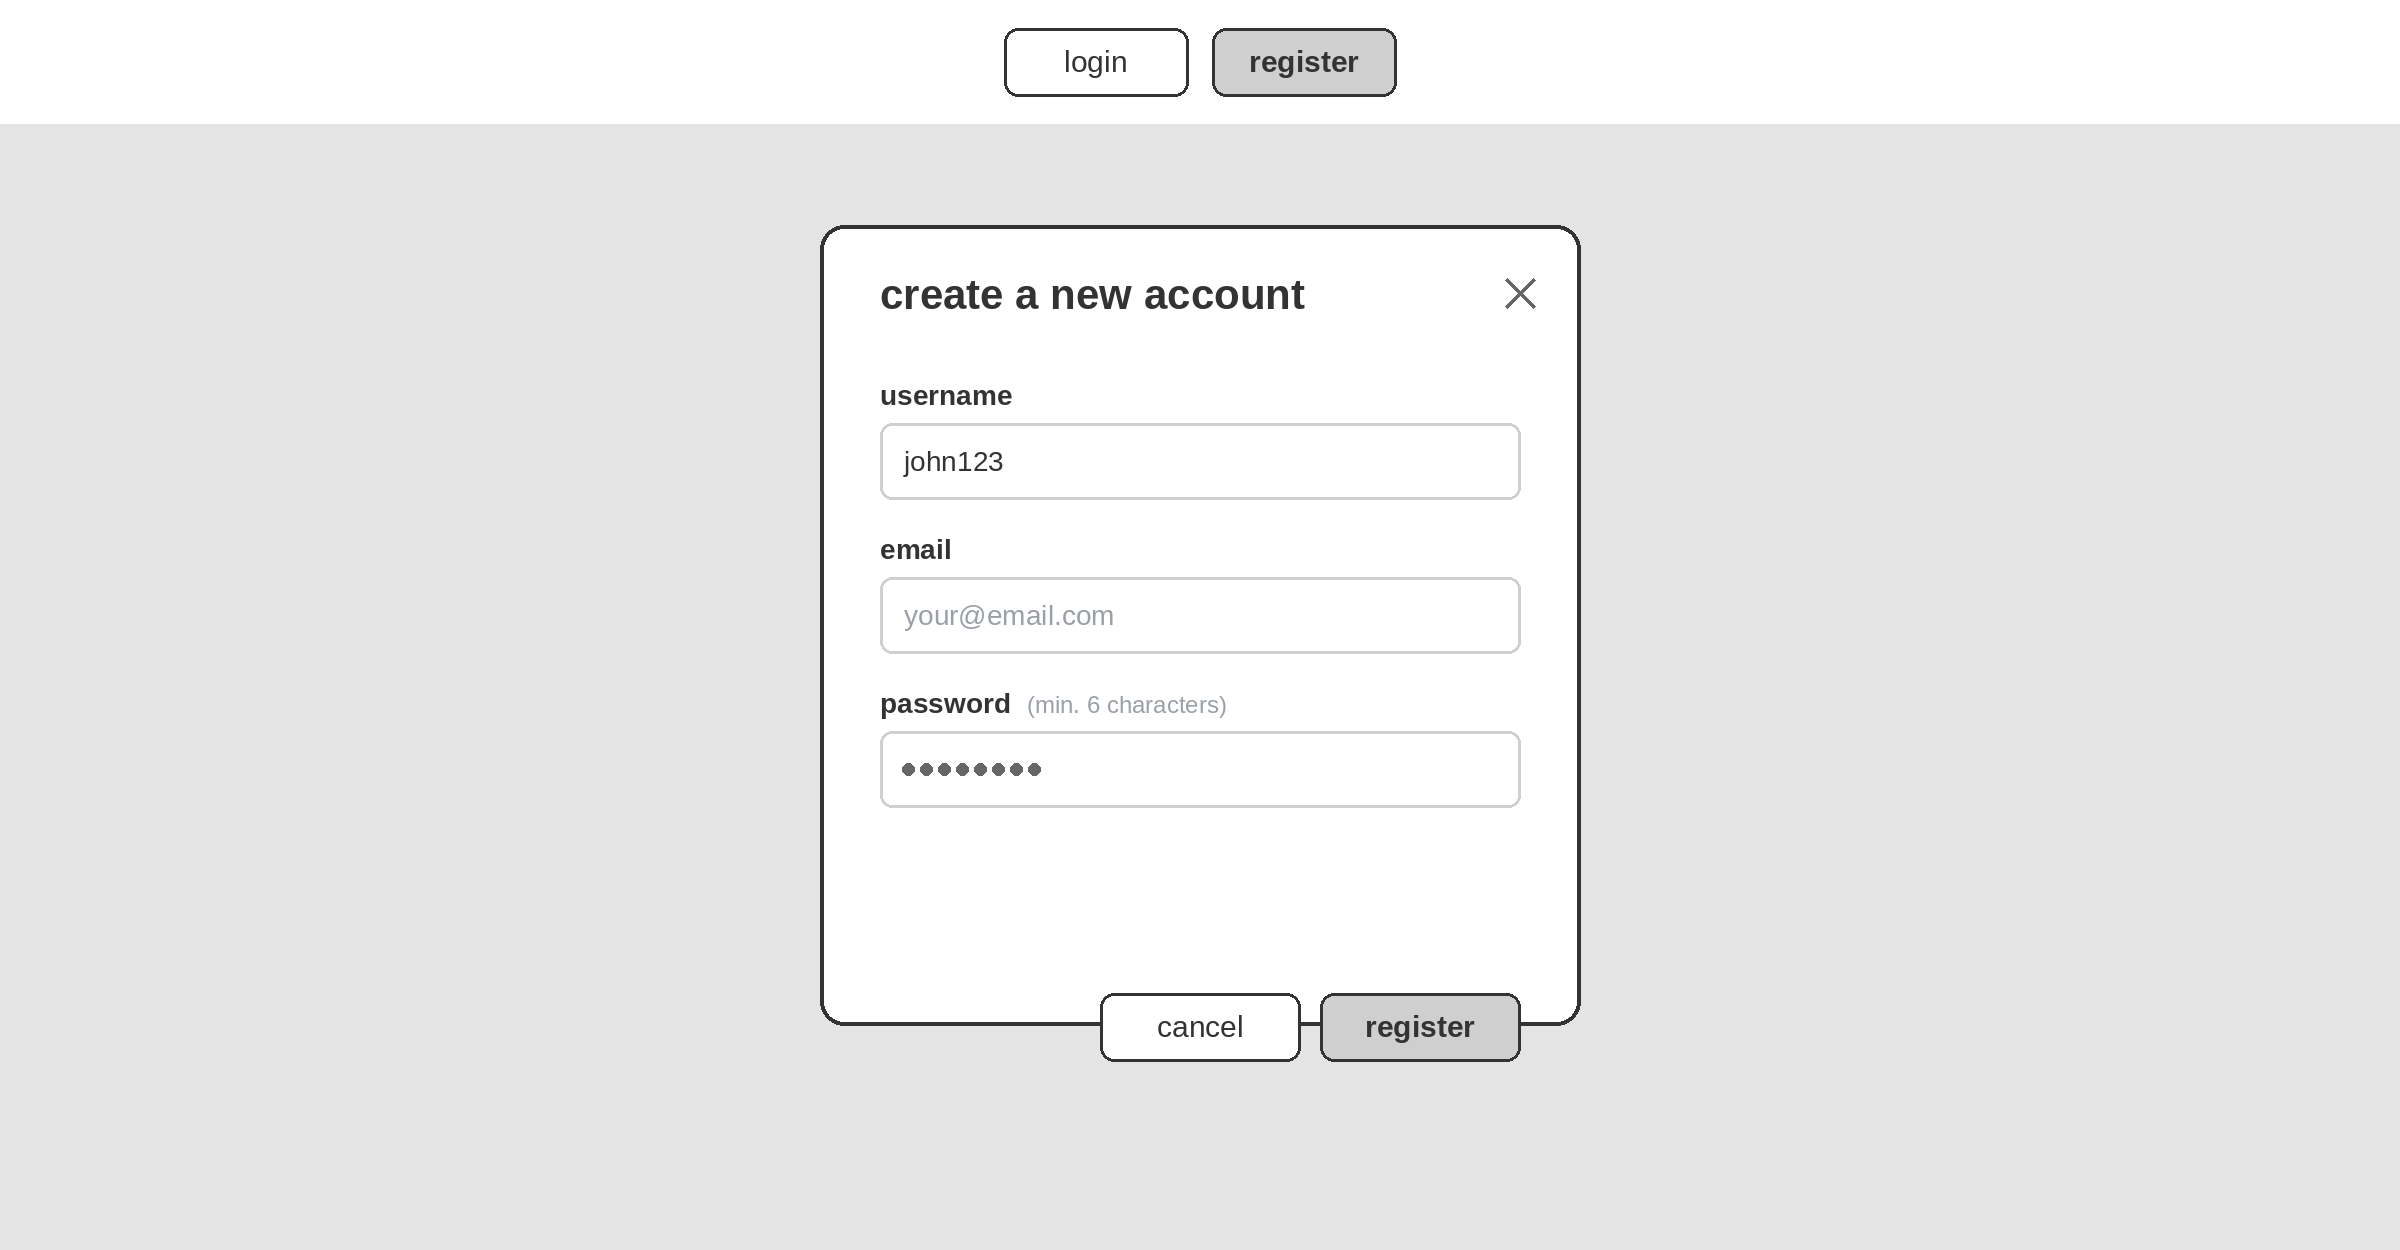 login register
create a new account
username
john123
email
your@email.com
password (min. 6 characters)
cancel register